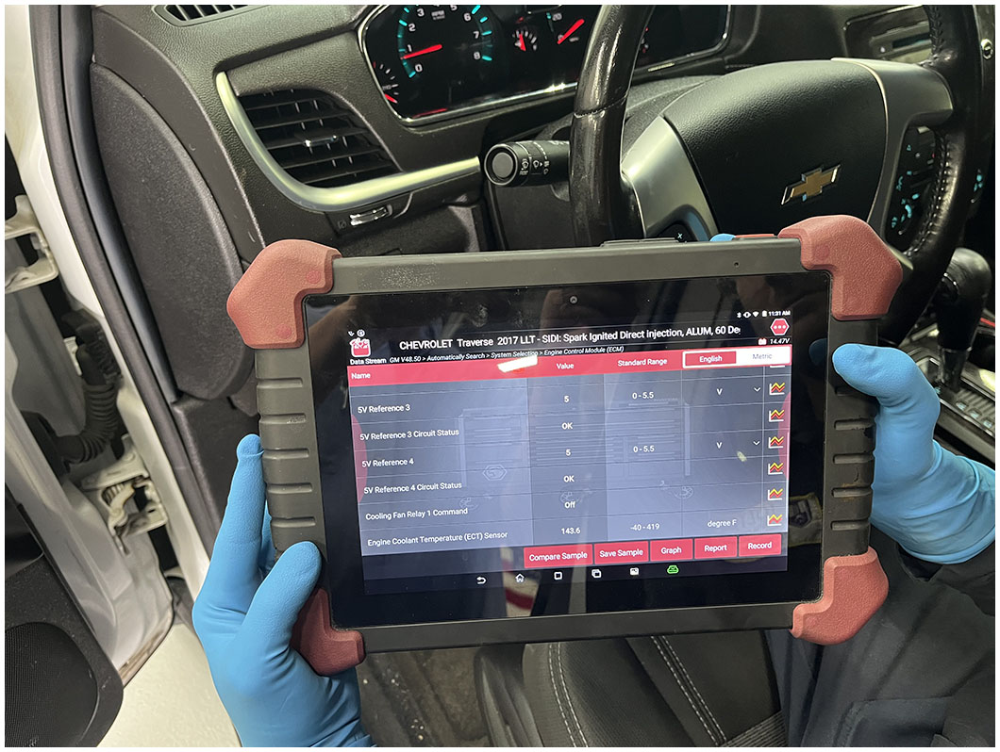 11:31 AM
CHEVROLET Traverse 2017 LLT - SIDI: Spark Ignited Direct Injection, ALUM, 60 De
14.47V
Data Stream GM V48.50 > Automatically Search > System Selection > Engine Control Module (ECM)
Name Value Standard Range English Metric
5V Reference 3 5 0 - 5.5 V
5V Reference 3 Circuit Status OK
5V Reference 4 5 0 - 5.5 V
5V Reference 4 Circuit Status OK
Cooling Fan Relay 1 Command Off
Engine Coolant Temperature (ECT) Sensor 143.6 -40 - 419 degree F
Compare Sample Save Sample Graph Report Record